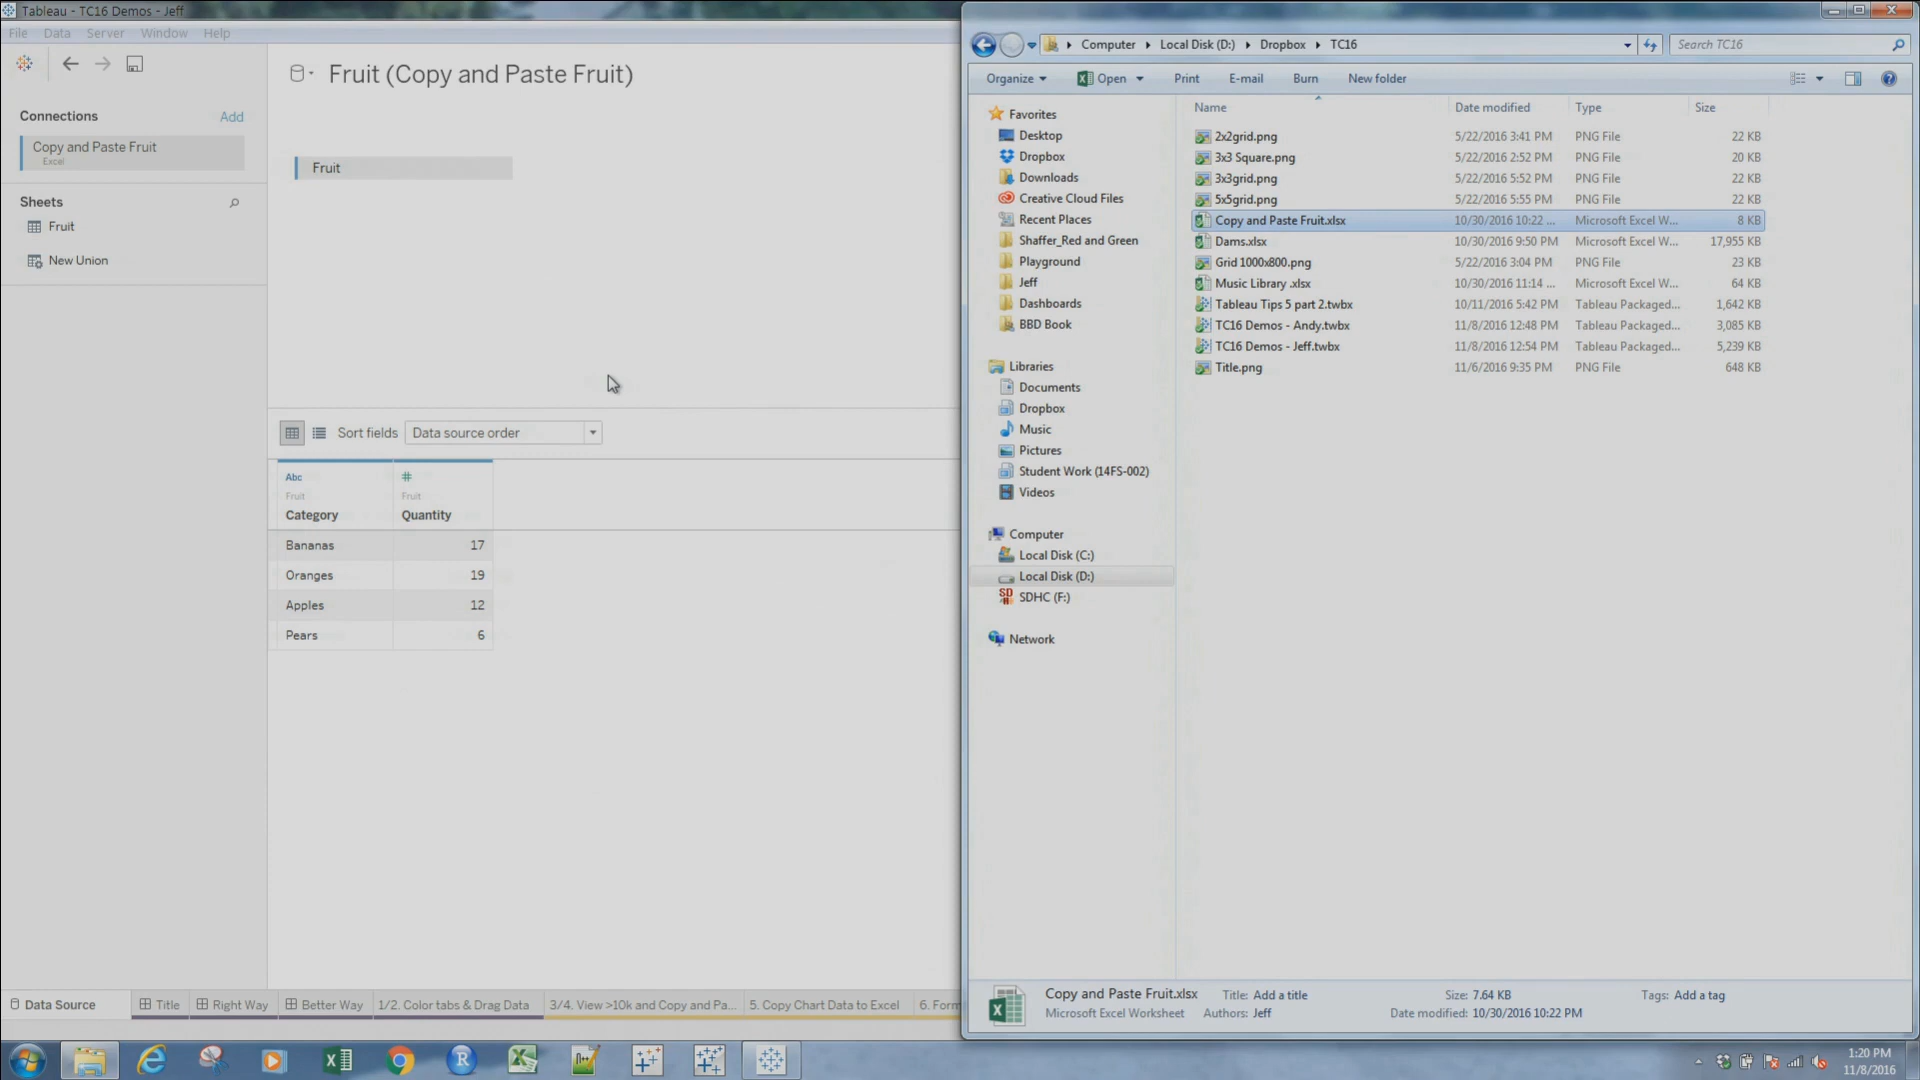 Tableau - TC16 Demos - Jeff
File Data Server Window Help
Connections Add
Copy and Paste Fruit
Excel
Sheets
Fruit
New Union
Fruit (Copy and Paste Fruit)
Fruit
Sort fields Data source order
Abc #
Fruit Fruit
Category Quantity
Bananas 17
Oranges 19
Apples 12
Pears 6
Data Source Title Right Way Better Way 1/2. Color tabs & Drag Data 3/4. View >10k and Copy and Pa... 5. Copy Chart Data to Excel 6. Form
Computer Local Disk (D:) Dropbox TC16 Search TC16
Organize Open Print E-mail Burn New folder
Favorites
Desktop
Dropbox
Downloads
Creative Cloud Files
Recent Places
Shaffer_Red and Green
Playground
Jeff
Dashboards
BBD Book
Libraries
Documents
Dropbox
Music
Pictures
Student Work (14FS-002)
Videos
Computer
Local Disk (C:)
Local Disk (D:)
SDHC (F:)
Network
Name Date modified Type Size
2x2grid.png 5/22/2016 3:41 PM PNG File 22 KB
3x3 Square.png 5/22/2016 2:52 PM PNG File 20 KB
3x3grid.png 5/22/2016 5:52 PM PNG File 22 KB
5x5grid.png 5/22/2016 5:55 PM PNG File 22 KB
Copy and Paste Fruit.xlsx 10/30/2016 10:22 ... Microsoft Excel W... 8 KB
Dams.xlsx 10/30/2016 9:50 PM Microsoft Excel W... 17,955 KB
Grid 1000x800.png 5/22/2016 3:04 PM PNG File 23 KB
Music Library .xlsx 10/30/2016 11:14 ... Microsoft Excel W... 64 KB
Tableau Tips 5 part 2.twbx 10/11/2016 5:42 PM Tableau Packaged... 1,642 KB
TC16 Demos - Andy.twbx 11/8/2016 12:48 PM Tableau Packaged... 3,085 KB
TC16 Demos - Jeff.twbx 11/8/2016 12:54 PM Tableau Packaged... 5,239 KB
Title.png 11/6/2016 9:35 PM PNG File 648 KB
Copy and Paste Fruit.xlsx Title: Add a title Size: 7.64 KB Tags: Add a tag
Microsoft Excel Worksheet Authors: Jeff Date modified: 10/30/2016 10:22 PM
1:20 PM
11/8/2016